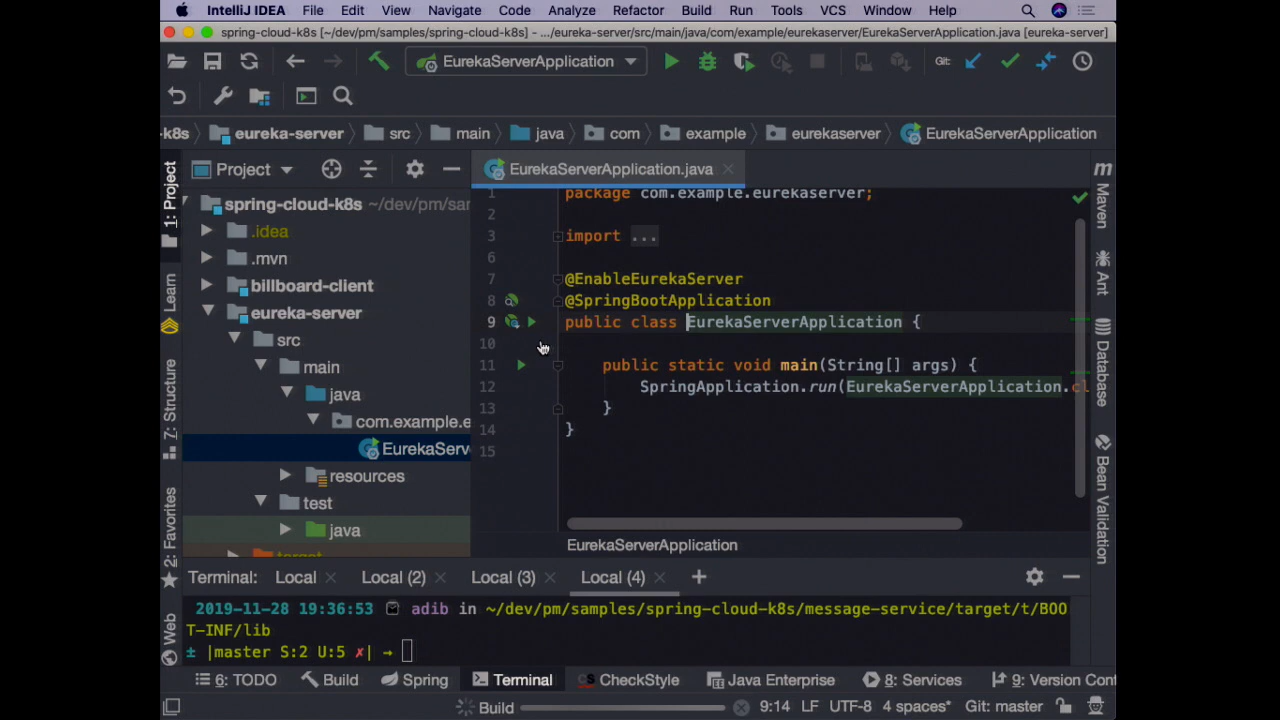 IntelliJ IDEA File Edit View Navigate Code Analyze Refactor Build Run Tools VCS Window Help
spring-cloud-k8s [~/dev/pm/samples/spring-cloud-k8s] - .../eureka-server/src/main/java/com/example/eurekaserver/EurekaServerApplication.java [eureka-server]
EurekaServerApplication Git:
-k8s eureka-server src main java com example eurekaserver EurekaServerApplication
1: Project
Learn
7: Structure
2: Favorites
Web
Project
spring-cloud-k8s ~/dev/pm/sar
.idea
.mvn
billboard-client
eureka-server
src
main
java
com.example.e
EurekaServ
resources
test
java
target
EurekaServerApplication.java
1 package com.example.eurekaserver;
2
3 import ...
6
7 @EnableEurekaServer
8 @SpringBootApplication
9 public class EurekaServerApplication {
10
11 public static void main(String[] args) {
12 SpringApplication.run(EurekaServerApplication.cl
13 }
14 }
15
EurekaServerApplication
m Maven
Ant
Database
Bean Validation
Terminal: Local Local (2) Local (3) Local (4)
2019-11-28 19:36:53 adib in ~/dev/pm/samples/spring-cloud-k8s/message-service/target/t/BOO
T-INF/lib
± |master S:2 U:5 ✗| →
6: TODO Build Spring Terminal CheckStyle Java Enterprise 8: Services 9: Version Cont
Build 9:14 LF UTF-8 4 spaces* Git: master